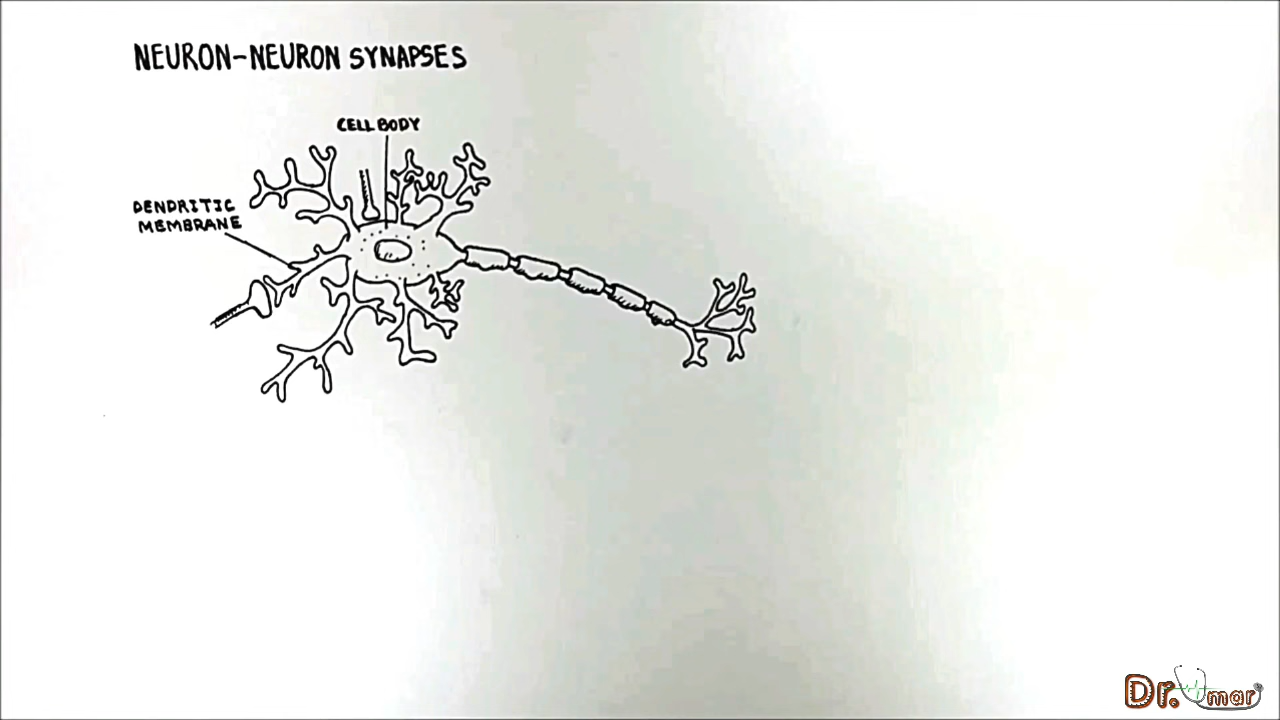 NEURON-NEURON SYNAPSES
CELL BODY
DENDRITIC
MEMBRANE
Dr. Umar